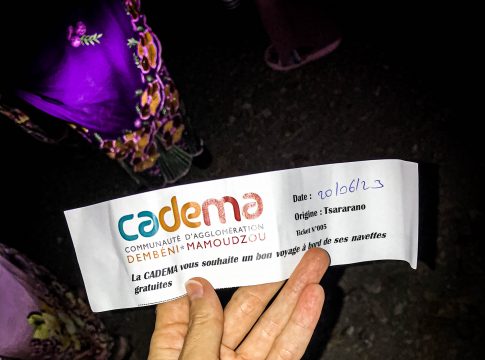 cadema
COMMUNAUTÉ D'AGGLOMÉRATION
DEMBÉNI-MAMOUDZOU
Date : 20/06/23
Origine : Tsararano
Ticket N°005
La CADEMA vous souhaite un bon voyage à bord de ses navettes
gratuites